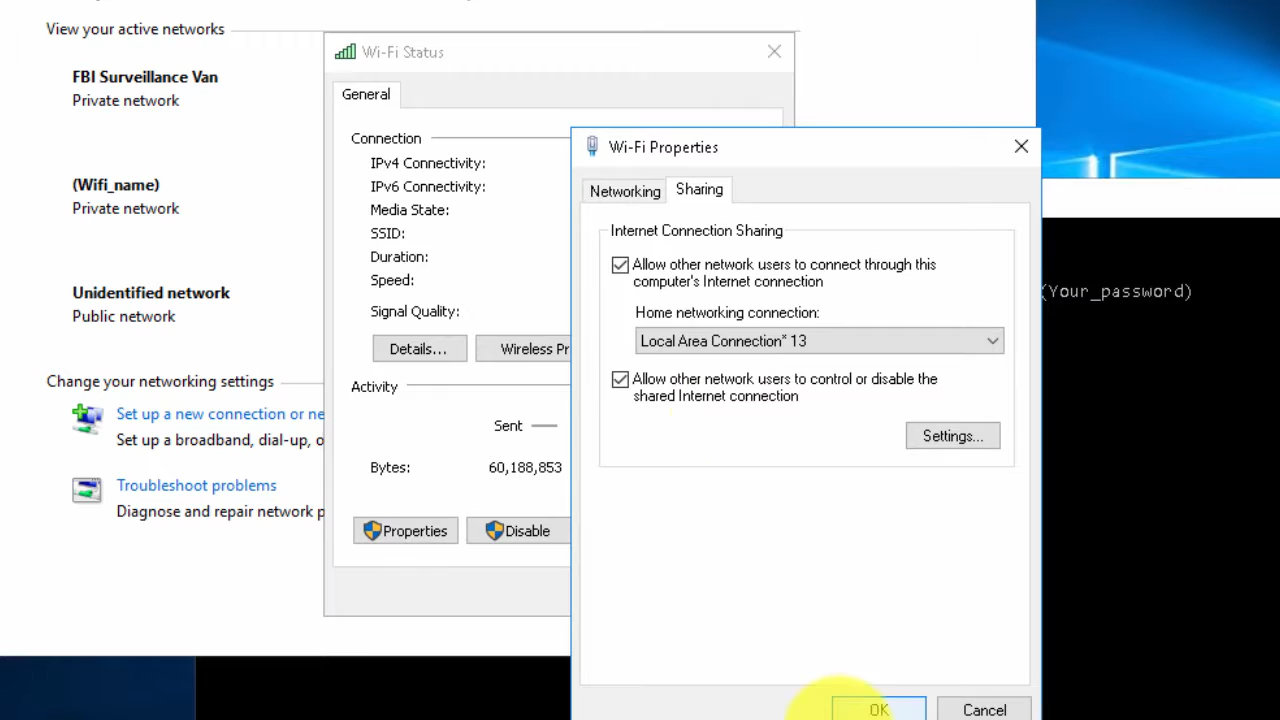 View your active networks
FBI Surveillance Van
Private network
(Wifi_name)
Private network
Unidentified network
Public network
Change your networking settings
Set up a new connection or ne
Set up a broadband, dial-up, o
Troubleshoot problems
Diagnose and repair network p
Wi-Fi Status
General
Connection
IPv4 Connectivity:
IPv6 Connectivity:
Media State:
SSID:
Duration:
Speed:
Signal Quality:
Details...
Wireless Pr
Activity
Sent
Bytes: 60,188,853
Properties
Disable
Wi-Fi Properties
Networking
Sharing
Internet Connection Sharing
Allow other network users to connect through this
computer's Internet connection
Home networking connection:
Local Area Connection* 13
Allow other network users to control or disable the
shared Internet connection
Settings...
OK
Cancel
(Your_password)